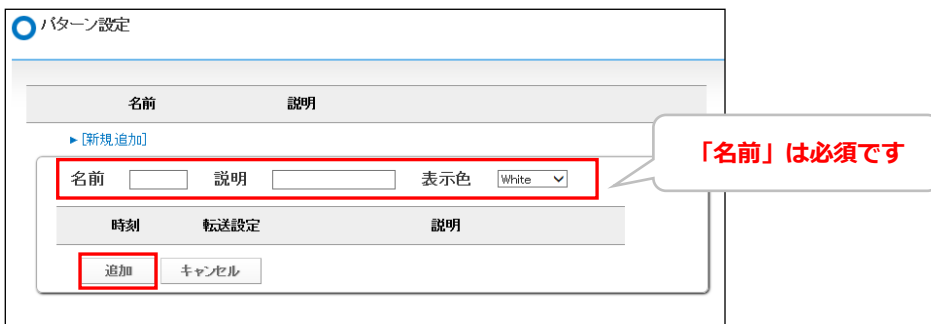 パターン設定
名前 説明
▶ [新規追加]
「名前」は必須です
名前 説明 表示色 White
時刻 転送設定 説明
追加 キャンセル